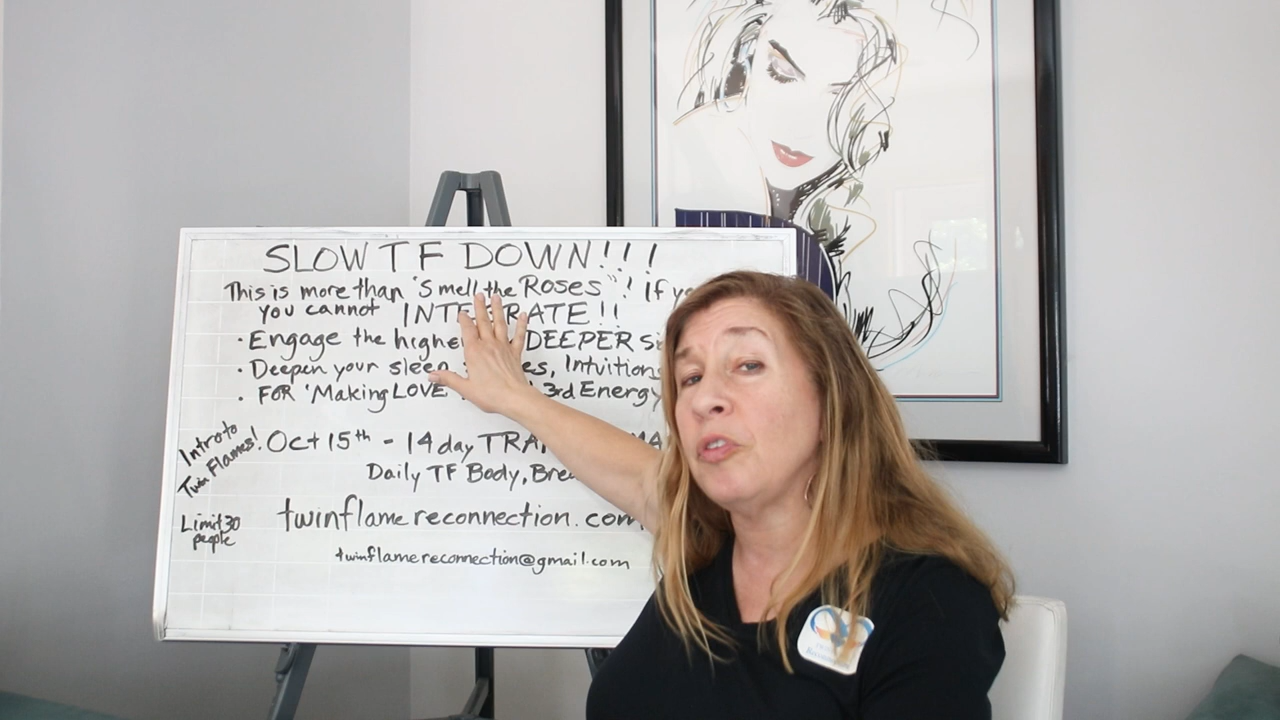 SLOW TF DOWN!!!
This is more than 'Smell the Roses"! if
you cannot INTEGRATE!!
• Engage the higher DEEPER
• Deepen your sleep Intuitions
• FOR 'Making LOVE' 3rd Energy
Intro to
Twin Flames!
Oct 15th - 14 day
Daily TF Body,
Limit 30
people
twinflamereconnection.com
twinflamereconnection@gmail.com